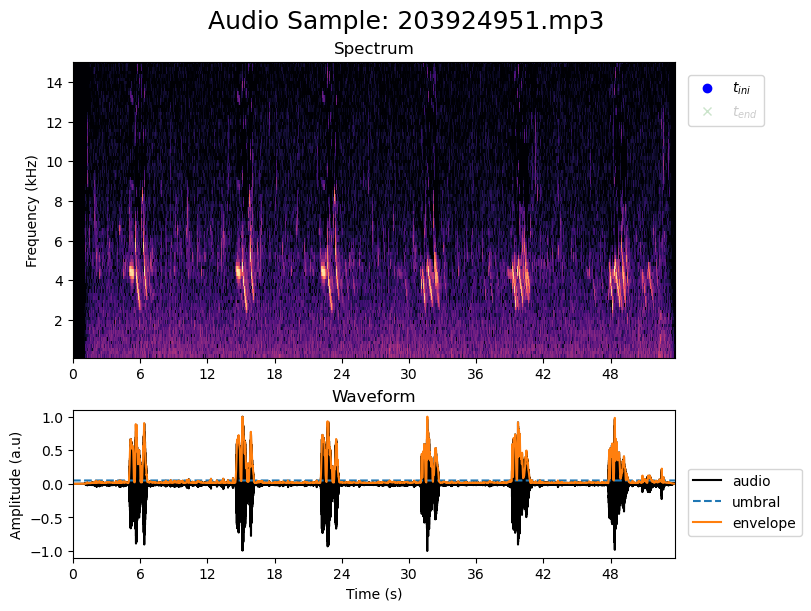 Audio Sample: 203924951.mp3
Spectrum
14
12
10
8
6
4
2
Frequency (kHz)
0 6 12 18 24 30 36 42 48
t_ini
t_end
Waveform
1.0
0.5
0.0
−0.5
−1.0
Amplitude (a.u)
0 6 12 18 24 30 36 42 48
Time (s)
audio
umbral
envelope